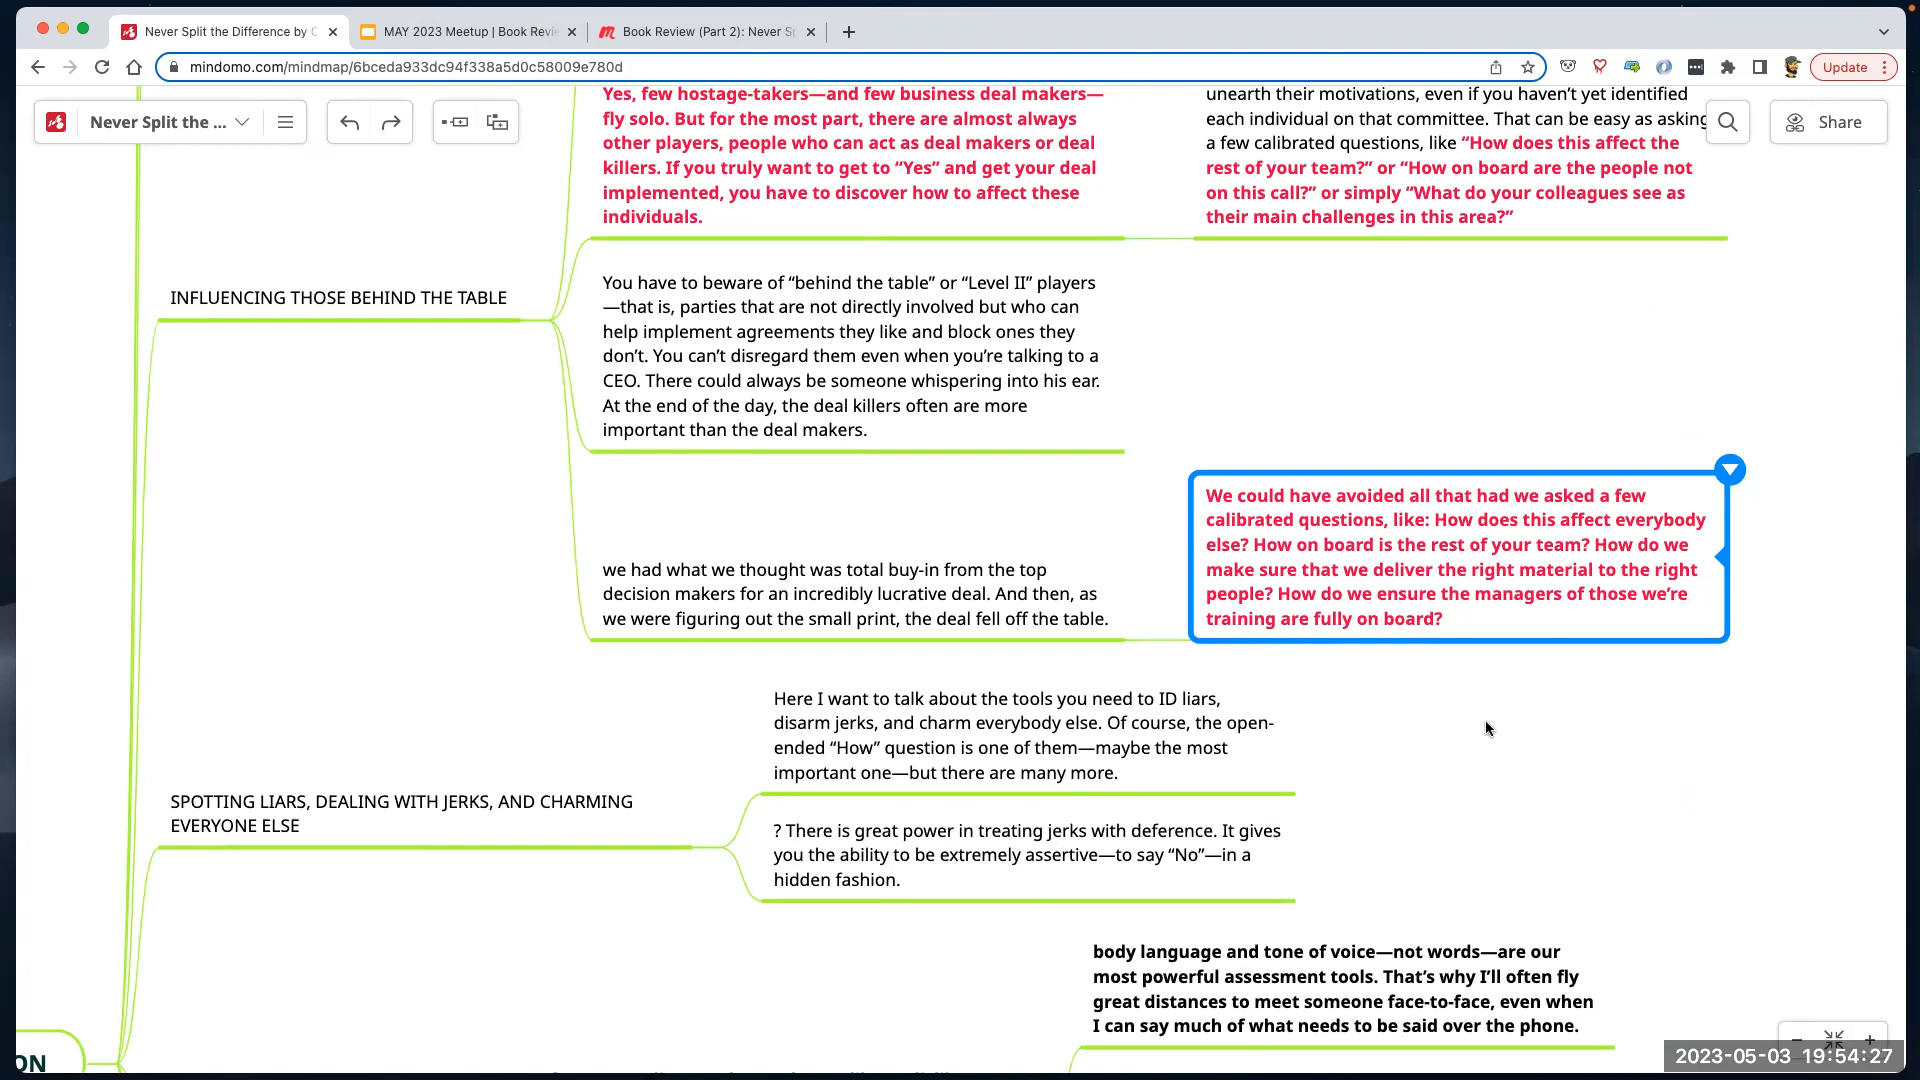 Never Split the Difference by C
MAY 2023 Meetup | Book Revie
Book Review (Part 2): Never Sp
mindomo.com/mindmap/6bceda933dc94f338a5d0c58009e780d
Update
Never Split the ...
Share
Yes, few hostage-takers—and few business deal makers—
fly solo. But for the most part, there are almost always
other players, people who can act as deal makers or deal
killers. If you truly want to get to “Yes” and get your deal
implemented, you have to discover how to affect these
individuals.
unearth their motivations, even if you haven’t yet identified
each individual on that committee. That can be easy as asking
a few calibrated questions, like “How does this affect the
rest of your team?” or “How on board are the people not
on this call?” or simply “What do your colleagues see as
their main challenges in this area?”
INFLUENCING THOSE BEHIND THE TABLE
You have to beware of “behind the table” or “Level II” players
—that is, parties that are not directly involved but who can
help implement agreements they like and block ones they
don’t. You can’t disregard them even when you’re talking to a
CEO. There could always be someone whispering into his ear.
At the end of the day, the deal killers often are more
important than the deal makers.
we had what we thought was total buy-in from the top
decision makers for an incredibly lucrative deal. And then, as
we were figuring out the small print, the deal fell off the table.
We could have avoided all that had we asked a few
calibrated questions, like: How does this affect everybody
else? How on board is the rest of your team? How do we
make sure that we deliver the right material to the right
people? How do we ensure the managers of those we’re
training are fully on board?
SPOTTING LIARS, DEALING WITH JERKS, AND CHARMING
EVERYONE ELSE
Here I want to talk about the tools you need to ID liars,
disarm jerks, and charm everybody else. Of course, the open-
ended “How” question is one of them—maybe the most
important one—but there are many more.
? There is great power in treating jerks with deference. It gives
you the ability to be extremely assertive—to say “No”—in a
hidden fashion.
body language and tone of voice—not words—are our
most powerful assessment tools. That’s why I’ll often fly
great distances to meet someone face-to-face, even when
I can say much of what needs to be said over the phone.
ON
2023-05-03 19:54:27